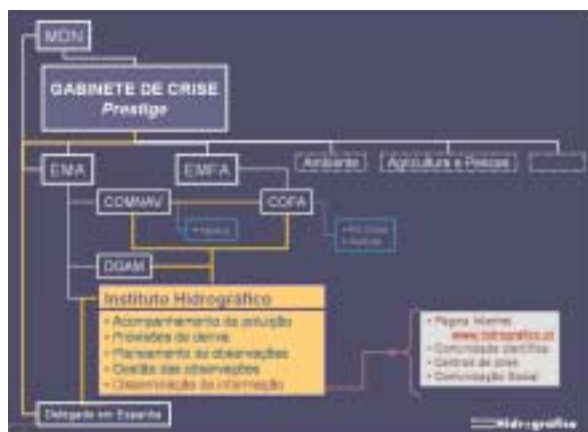 MDN
GABINETE DE CRISE
Prestige
EMA
EMFA
Ambiente
Agricultura e Pescas
COMNAV
COFA
DGAM
Instituto Hidrográfico
• Acompanhamento da poluição
• Previsões de deriva
• Planeamento de observações
• Gestão das observações
• Disseminação da informação
• Página Internet
www.hidrografico.pt
• Comunidade científica
• Centros de crises
• Comunicação Social
Delegado em Espanha
Hidrográfico